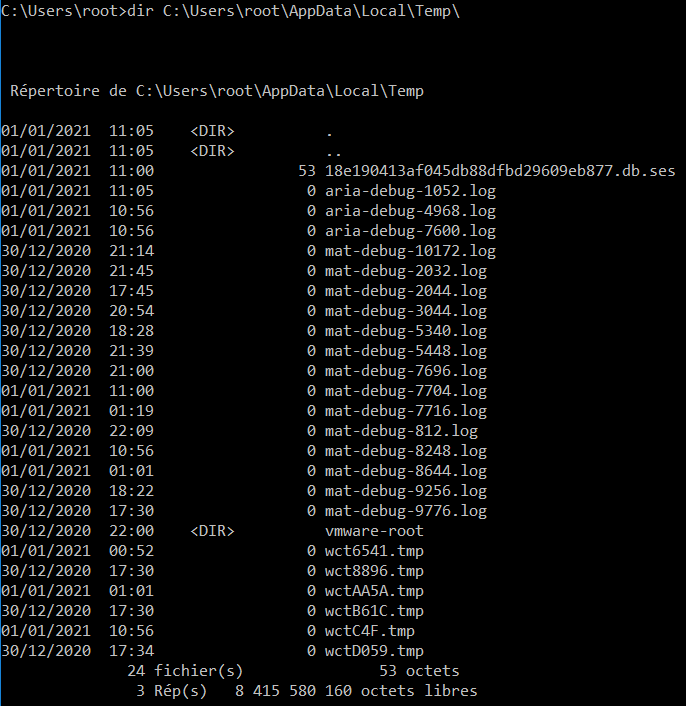 C:\Users\root>dir C:\Users\root\AppData\Local\Temp\
Répertoire de C:\Users\root\AppData\Local\Temp
01/01/2021  11:05    <DIR>          .
01/01/2021  11:05    <DIR>          ..
01/01/2021  11:00                53 18e190413af045db88dfbd29609eb877.db.ses
01/01/2021  11:05                 0 aria-debug-1052.log
01/01/2021  10:56                 0 aria-debug-4968.log
01/01/2021  10:56                 0 aria-debug-7600.log
30/12/2020  21:14                 0 mat-debug-10172.log
30/12/2020  21:45                 0 mat-debug-2032.log
30/12/2020  17:45                 0 mat-debug-2044.log
30/12/2020  20:54                 0 mat-debug-3044.log
30/12/2020  18:28                 0 mat-debug-5340.log
30/12/2020  21:39                 0 mat-debug-5448.log
30/12/2020  21:00                 0 mat-debug-7696.log
01/01/2021  11:00                 0 mat-debug-7704.log
01/01/2021  01:19                 0 mat-debug-7716.log
30/12/2020  22:09                 0 mat-debug-812.log
01/01/2021  10:56                 0 mat-debug-8248.log
01/01/2021  01:01                 0 mat-debug-8644.log
30/12/2020  18:22                 0 mat-debug-9256.log
30/12/2020  17:30                 0 mat-debug-9776.log
30/12/2020  22:00    <DIR>          vmware-root
01/01/2021  00:52                 0 wct6541.tmp
30/12/2020  17:30                 0 wct8896.tmp
01/01/2021  01:01                 0 wctAA5A.tmp
30/12/2020  17:30                 0 wctB61C.tmp
01/01/2021  10:56                 0 wctC4F.tmp
30/12/2020  17:34                 0 wctD059.tmp
24 fichier(s)               53 octets
3 Rép(s)   8 415 580 160 octets libres